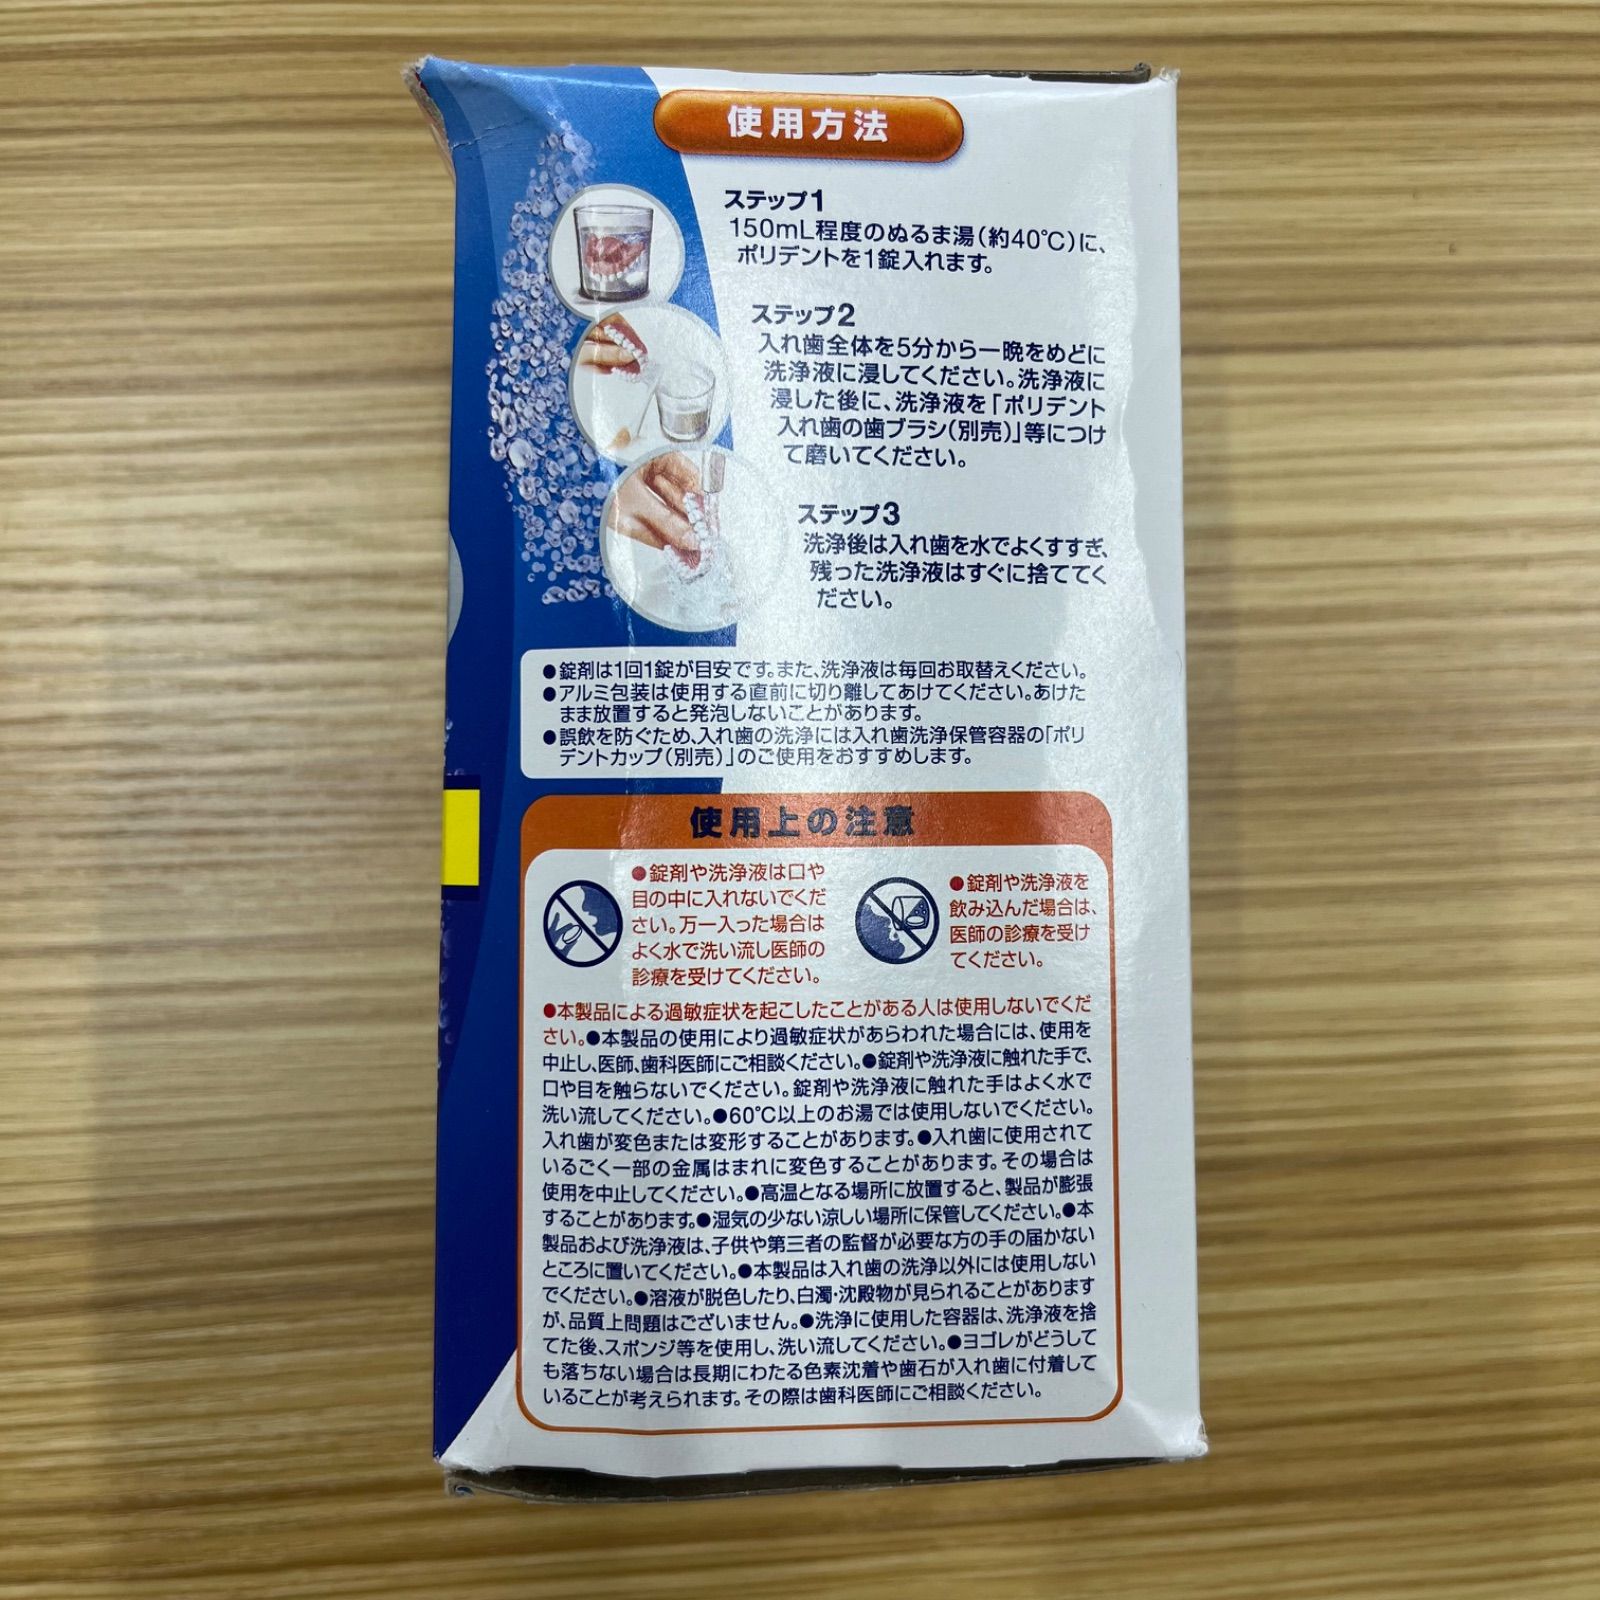 使用方法
ステップ1
150mL程度のぬるま湯(約40℃)に、
ポリデントを1錠入れます。
ステップ2
入れ歯全体を5分から一晩をめどに
洗浄液に浸してください。洗浄液に
浸した後に、洗浄液を「ポリデント
入れ歯の歯ブラシ(別売)」等につけ
て磨いてください。
ステップ3
洗浄後は入れ歯を水でよくすすぎ、
残った洗浄液はすぐに捨ててく
ださい。
●錠剤は1回1錠が目安です。また、洗浄液は毎回お取替えください。
●アルミ包装は使用する直前に切り離してあけてください。あけた
まま放置すると発泡しないことがあります。
●誤飲を防ぐため、入れ歯の洗浄には入れ歯洗浄保管容器の「ポリ
デントカップ(別売)」のご使用をおすすめします。
使用上の注意
●錠剤や洗浄液は口や
目の中に入れないでくだ
さい。万一入った場合は
よく水で洗い流し医師の
診療を受けてください。
●錠剤や洗浄液を
飲み込んだ場合は、
医師の診療を受け
てください。
●本製品による過敏症状を起こしたことがある人は使用しないでくだ
さい。●本製品の使用により過敏症状があらわれた場合には、使用を
中止し、医師、歯科医師にご相談ください。●錠剤や洗浄液に触れた手で、
口や目を触らないでください。錠剤や洗浄液に触れた手はよく水で
洗い流してください。●60℃以上のお湯では使用しないでください。
入れ歯が変色または変形することがあります。●入れ歯に使用されて
いるごく一部の金属はまれに変色することがあります。その場合は
使用を中止してください。●高温となる場所に放置すると、製品が膨張
することがあります。●湿気の少ない涼しい場所に保管してください。●本
製品および洗浄液は、子供や第三者の監督が必要な方の手の届かない
ところに置いてください。●本製品は入れ歯の洗浄以外には使用しない
でください。●溶液が脱色したり、白濁・沈殿物が見られることがあります
が、品質上問題はございません。●洗浄に使用した容器は、洗浄液を捨
てた後、スポンジ等を使用し、洗い流してください。●ヨゴレがどうして
も落ちない場合は長期にわたる色素沈着や歯石が入れ歯に付着して
いることが考えられます。その際は歯科医師にご相談ください。